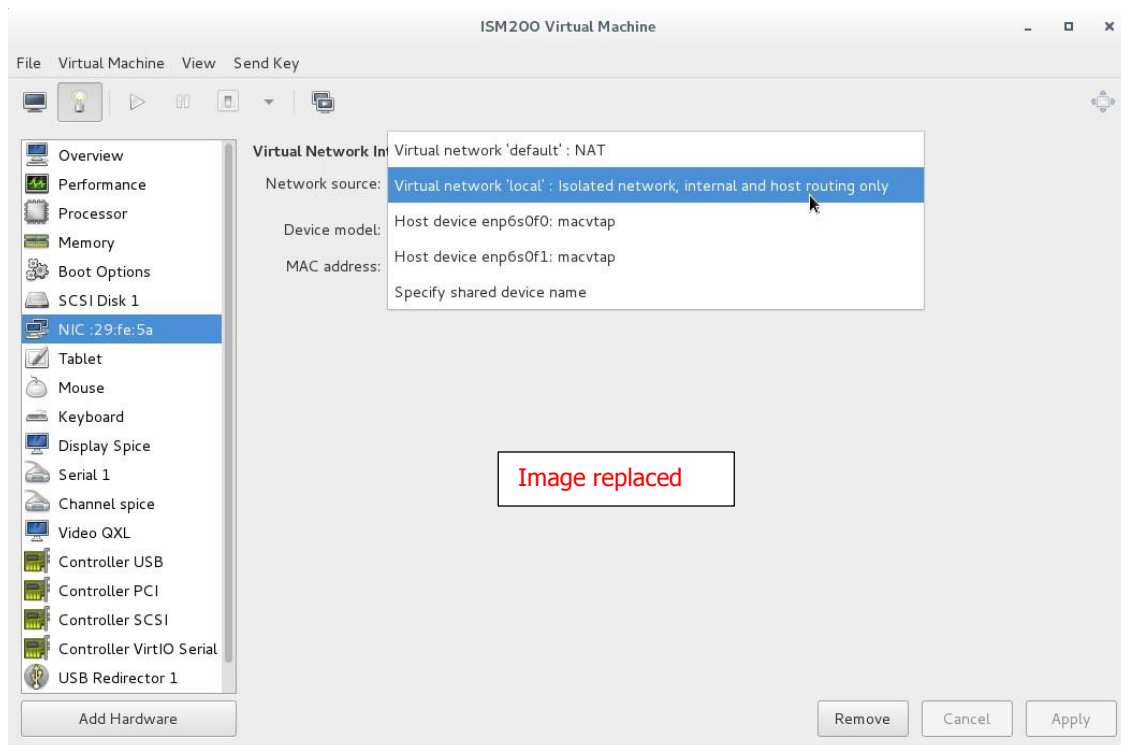 ISM200 Virtual Machine
File Virtual Machine View Send Key
Overview
Performance
Processor
Memory
Boot Options
SCSI Disk 1
NIC :29:fe:5a
Tablet
Mouse
Keyboard
Display Spice
Serial 1
Channel spice
Video QXL
Controller USB
Controller PCI
Controller SCSI
Controller VirtIO Serial
USB Redirector 1
Add Hardware
Virtual Network In
Network source:
Device model:
MAC address:
Virtual network 'default' : NAT
Virtual network 'local' : Isolated network, internal and host routing only
Host device enp6s0f0: macvtap
Host device enp6s0f1: macvtap
Specify shared device name
Image replaced
Remove Cancel Apply